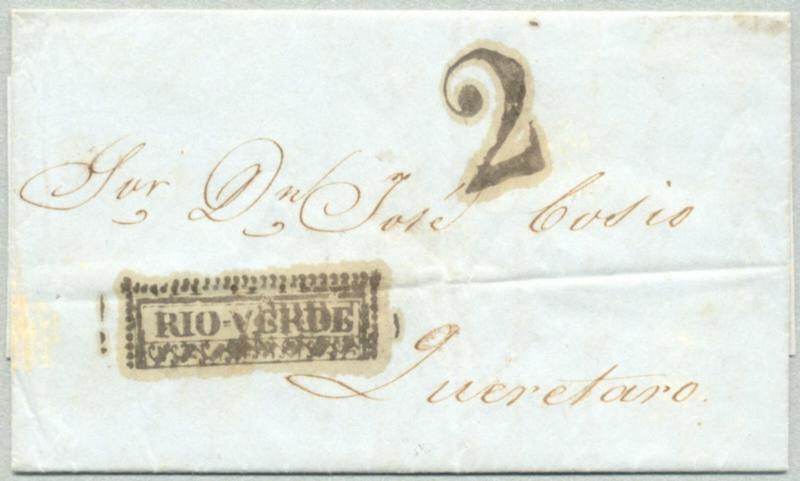 2
Sor Dn José Cosio
RIO-VERDE
Queretaro.